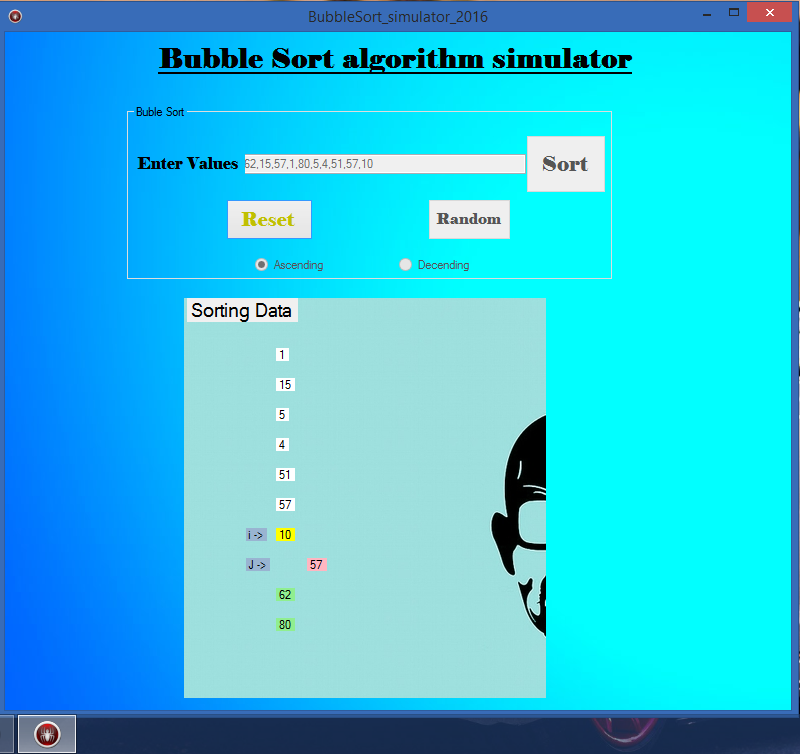 BubbleSort_simulator_2016
Bubble Sort algorithm simulator
Buble Sort
Enter Values 62,15,57,1,80,5,4,51,57,10 Sort
Reset Random
Ascending Decending
Sorting Data
1
15
5
4
51
57
i -> 10
J -> 57
62
80